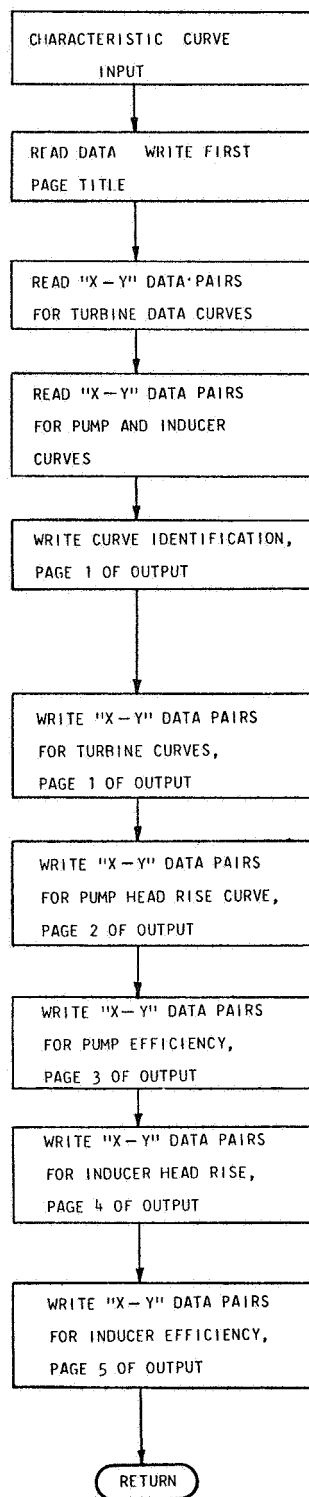 CHARACTERISTIC CURVE
INPUT
READ DATA WRITE FIRST
PAGE TITLE
READ "X-Y" DATA PAIRS
FOR TURBINE DATA CURVES
READ "X-Y" DATA PAIRS
FOR PUMP AND INDUCER
CURVES
WRITE CURVE IDENTIFICATION,
PAGE 1 OF OUTPUT
WRITE "X-Y" DATA PAIRS
FOR TURBINE CURVES,
PAGE 1 OF OUTPUT
WRITE "X-Y" DATA PAIRS
FOR PUMP HEAD RISE CURVE,
PAGE 2 OF OUTPUT
WRITE "X-Y" DATA PAIRS
FOR PUMP EFFICIENCY,
PAGE 3 OF OUTPUT
WRITE "X-Y" DATA PAIRS
FOR INDUCER HEAD RISE,
PAGE 4 OF OUTPUT
WRITE "X-Y" DATA PAIRS
FOR INDUCER EFFICIENCY,
PAGE 5 OF OUTPUT
RETURN